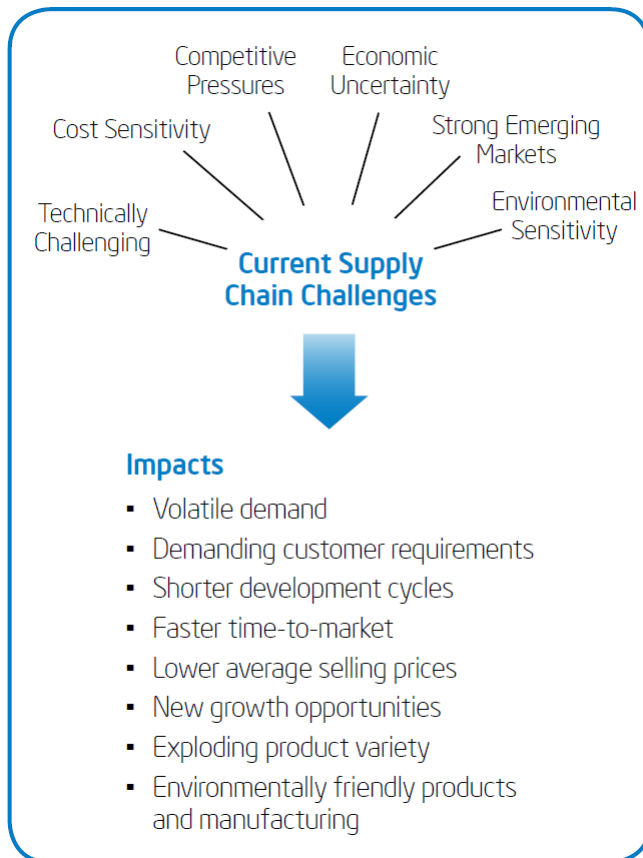 Competitive
Pressures
Economic
Uncertainty
Cost Sensitivity
Strong Emerging
Markets
Technically
Challenging
Environmental
Sensitivity
Current Supply
Chain Challenges
Impacts
▪ Volatile demand
▪ Demanding customer requirements
▪ Shorter development cycles
▪ Faster time-to-market
▪ Lower average selling prices
▪ New growth opportunities
▪ Exploding product variety
▪ Environmentally friendly products
and manufacturing